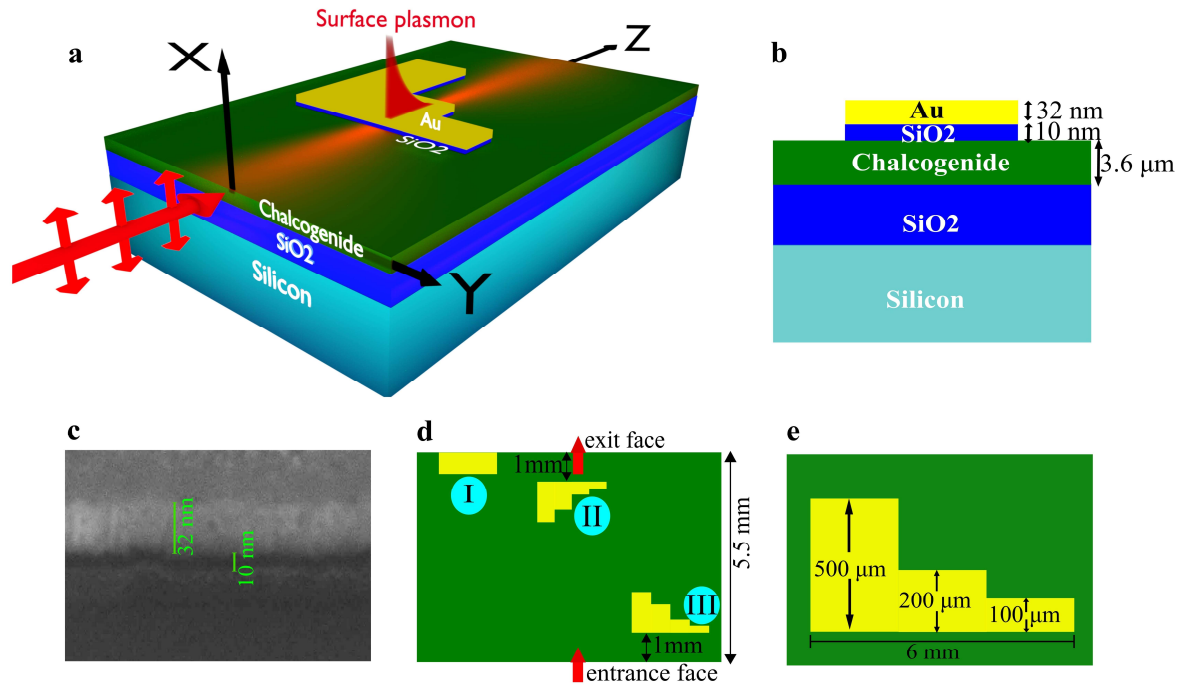 a
Surface plasmon
X
Z
Au
SiO2
Chalcogenide
SiO2
Silicon
Y
b
Au
32 nm
SiO2
10 nm
Chalcogenide
3.6 μm
SiO2
Silicon
c
32 nm
10 nm
d
exit face
1mm
I
II
5.5 mm
III
1mm
entrance face
e
500 μm
200 μm
100 μm
6 mm